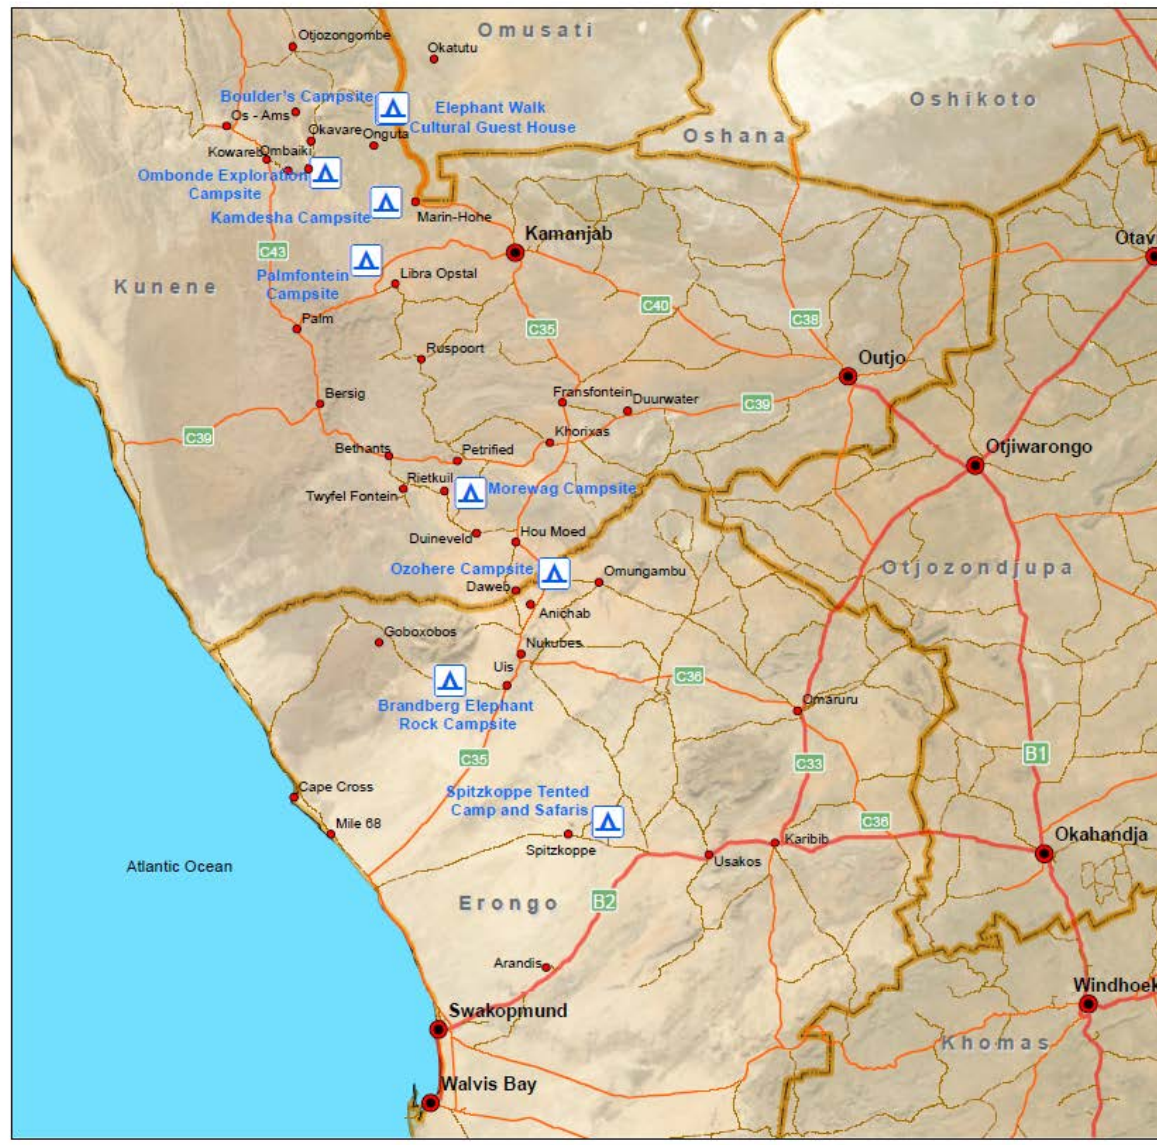 Otjozongombe
Omusati
Okatutu
Boulder's Campsite
Elephant Walk
Cultural Guest House
Oshikoto
Os - Ams
Okavare
Onguta
Oshana
Kowareb
Ombaiki
Ombonde Exploration
Campsite
Kamdesha Campsite
Marin-Hohe
Kamanjab
C43
Otavi
Palmfontein
Campsite
Libra Opstal
Kunene
C40
Palm
C35
C38
Ruspoort
Outjo
Bersig
Fransfontein
Duurwater
C39
C39
Khorixas
Bethants
Petrified
Otjiwarongo
Rietkuil
Twyfel Fontein
Morewag Campsite
Duineveld
Hou Moed
Ozohere Campsite
Omungambu
Otjozondjupa
Daweb
Anichab
Goboxobos
Nukubes
Uis
C36
Brandberg Elephant
Rock Campsite
Omaruru
C35
C33
B1
Cape Cross
Spitzkoppe Tented
Camp and Safaris
Mile 68
C36
Spitzkoppe
Karibib
Usakos
Okahandja
Atlantic Ocean
Erongo
B2
Arandis
Windhoek
Swakopmund
Khomas
Walvis Bay